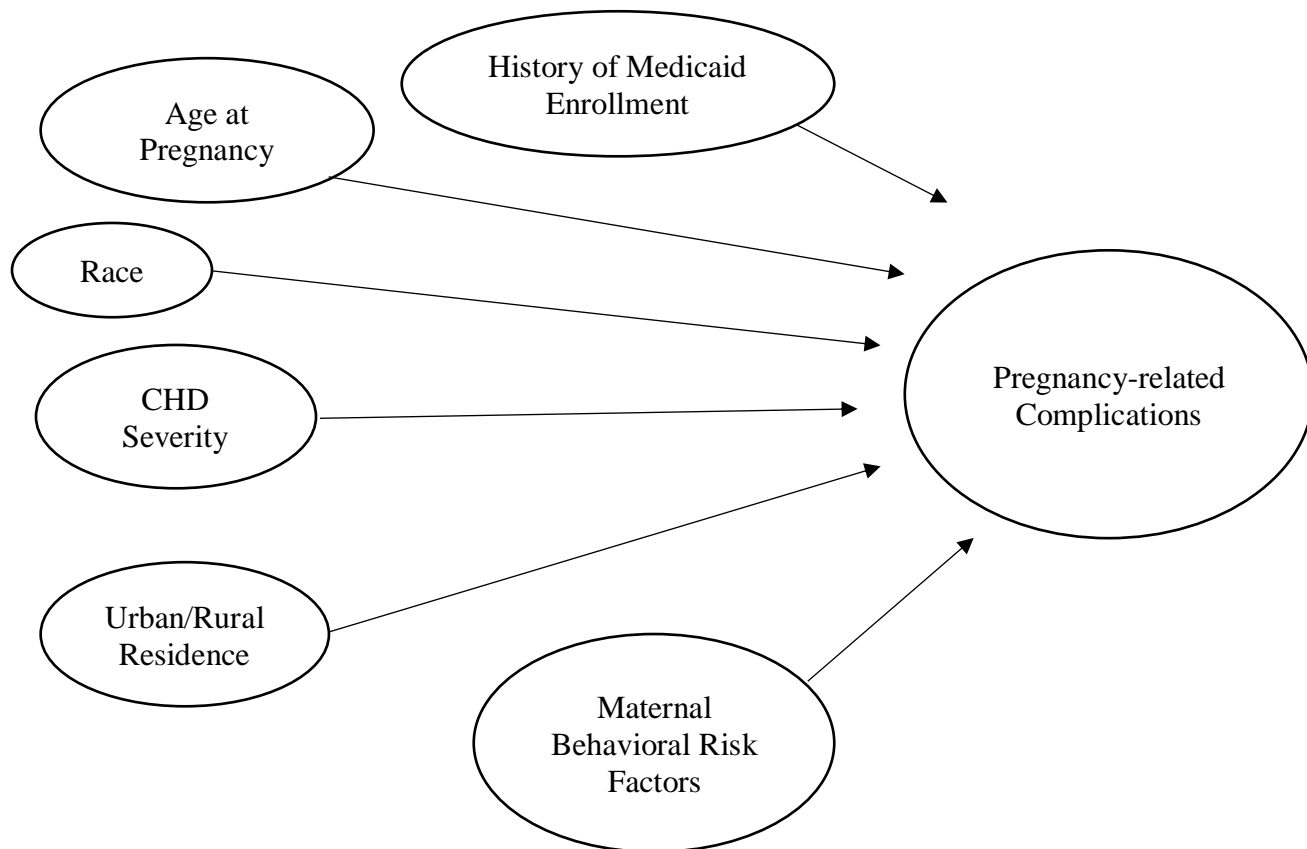 History of Medicaid
Enrollment
Age at
Pregnancy
Race
CHD
Severity
Pregnancy-related
Complications
Urban/Rural
Residence
Maternal
Behavioral Risk
Factors